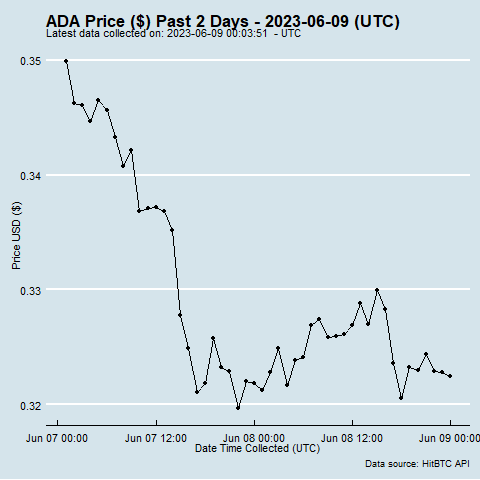 ADA Price ($) Past 2 Days - 2023-06-09 (UTC)
Latest data collected on: 2023-06-09 00:03:51 - UTC
0.35
0.34
0.33
0.32
Price USD ($)
Jun 07 00:00 Jun 07 12:00 Jun 08 00:00 Jun 08 12:00 Jun 09 00:00
Date Time Collected (UTC)
Data source: HitBTC API